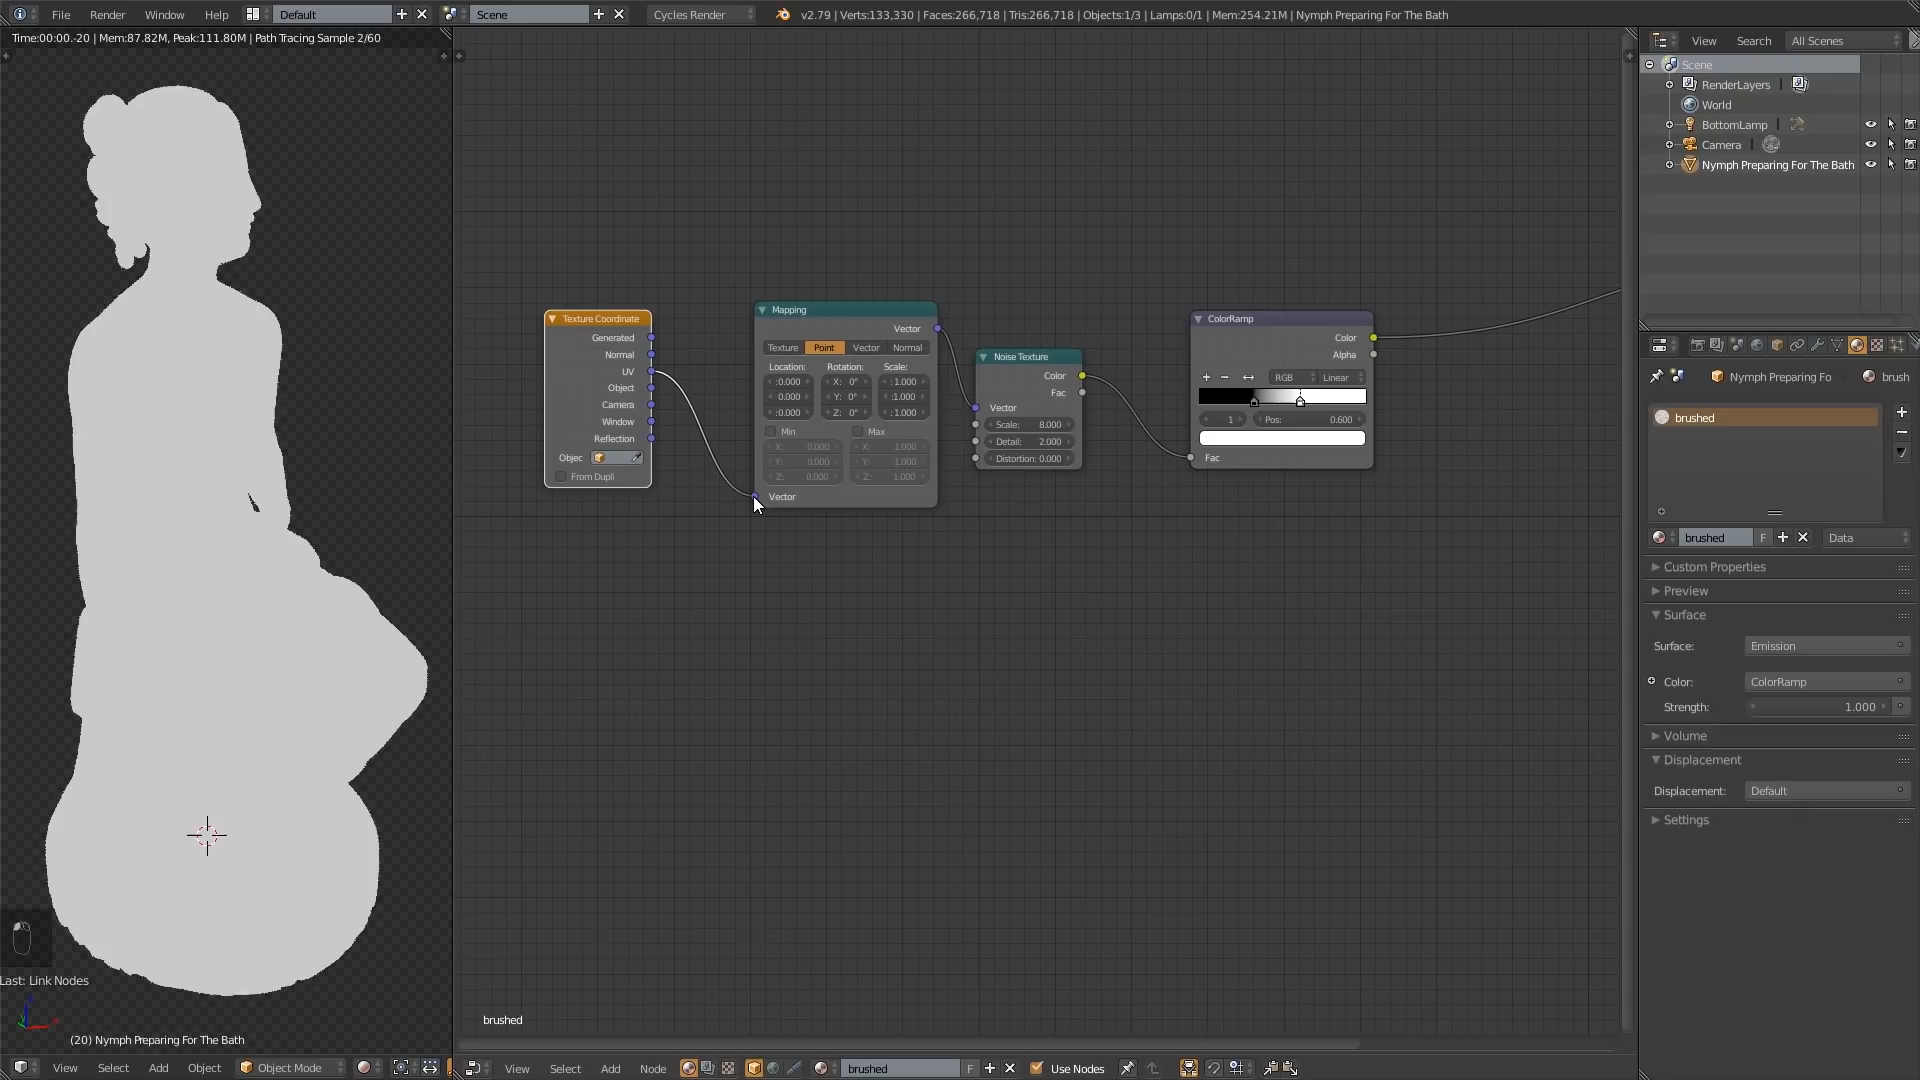 File Render Window Help Default Scene Cycles Render v2.79 | Verts:133,330 | Faces:266,718 | Tris:266,718 | Objects:1/3 | Lamps:0/1 | Mem:254.21M | Nymph Preparing For The Bath
Time:00:00.-20 | Mem:87.82M, Peak:111.80M | Path Tracing Sample 2/60
Last: Link Nodes
(20) Nymph Preparing For The Bath
View Select Add Object Object Mode
Texture Coordinate
Generated
Normal
UV
Object
Camera
Window
Reflection
Objec
From Dupli
Mapping
Vector
Texture Point Vector Normal
Location: Rotation: Scale:
:0.000 X: 0° :1.000
0.000 Y: 0° :1.000
:0.000 Z: 0° :1.000
Min Max
X: 0.000 X: 1.000
Y: 0.000 Y: 1.000
Z: 0.000 Z: 1.000
Vector
Noise Texture
Color
Fac
Vector
Scale: 8.000
Detail: 2.000
Distortion: 0.000
ColorRamp
Color
Alpha
+ − RGB Linear
1 Pos: 0.600
Fac
brushed
View Select Add Node brushed F Use Nodes
View Search All Scenes
Scene
RenderLayers |
World
BottomLamp |
Camera |
Nymph Preparing For The Bath
Nymph Preparing Fo brush
brushed
brushed F Data
Custom Properties
Preview
Surface
Surface: Emission
Color: ColorRamp
Strength: 1.000
Volume
Displacement
Displacement: Default
Settings